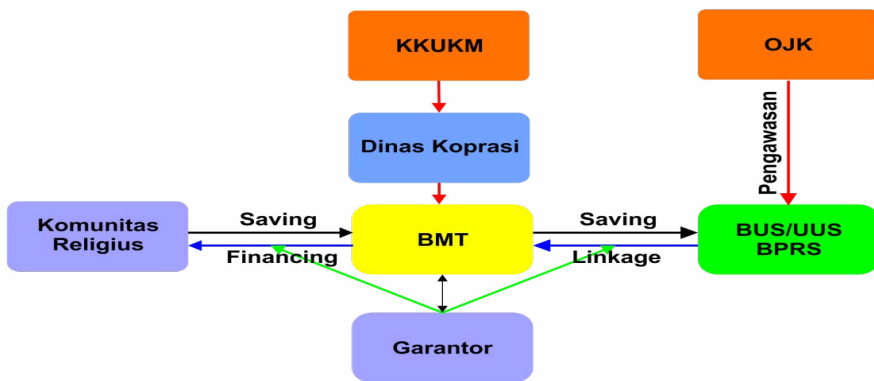 KKUKM
OJK
Pengawasan
Dinas Koprasi
Komunitas
Religius
Saving
Financing
BMT
Saving
Linkage
BUS/UUS
BPRS
Garantor